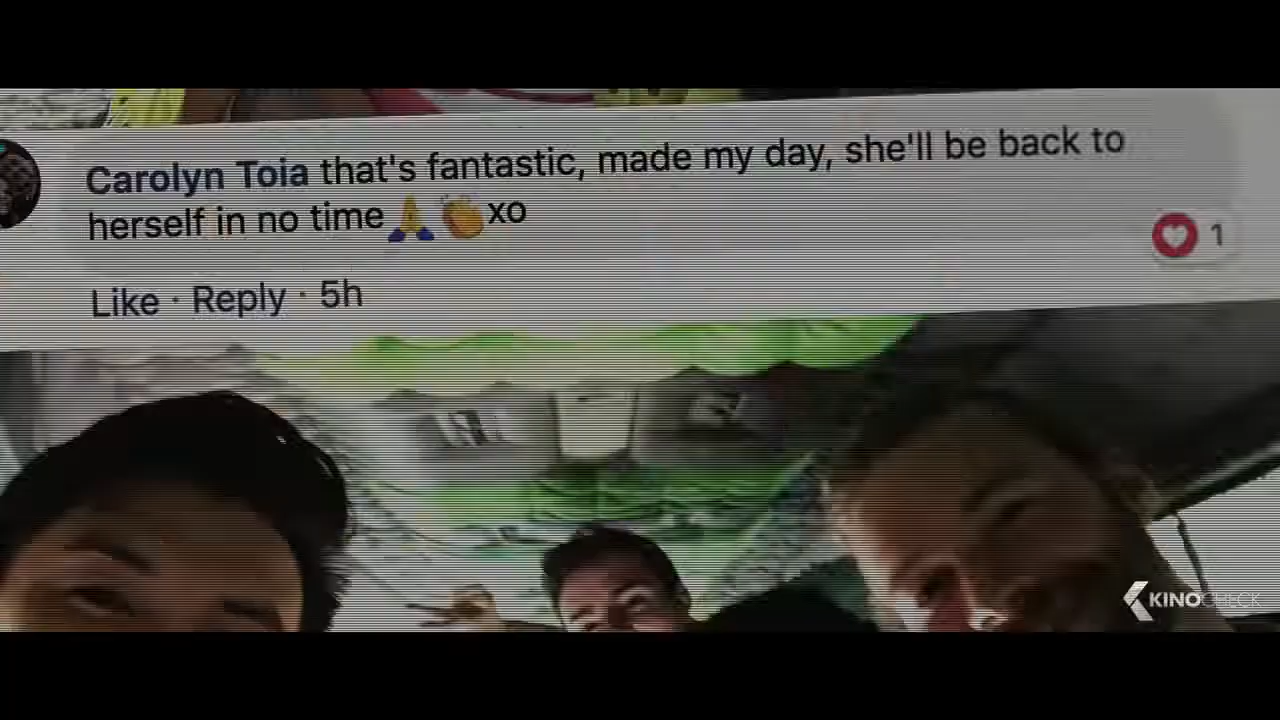 Carolyn Toia that's fantastic, made my day, she'll be back to
herself in no time🙏👏xo
1
Like · Reply · 5h
KINOCHECK